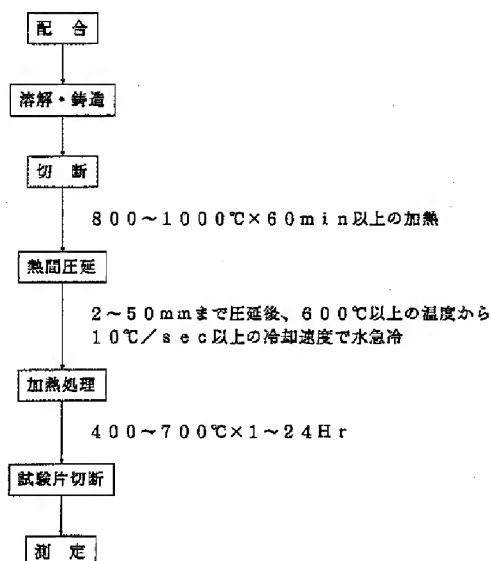 配 合
溶解・鋳造
切 断
800~1000℃×60min以上の加熱
熱間圧延
2~50mmまで圧延後、600℃以上の温度から
10℃/sec以上の冷却速度で水急冷
加熱処理
400~700℃×1~24Hr
試験片切断
測 定